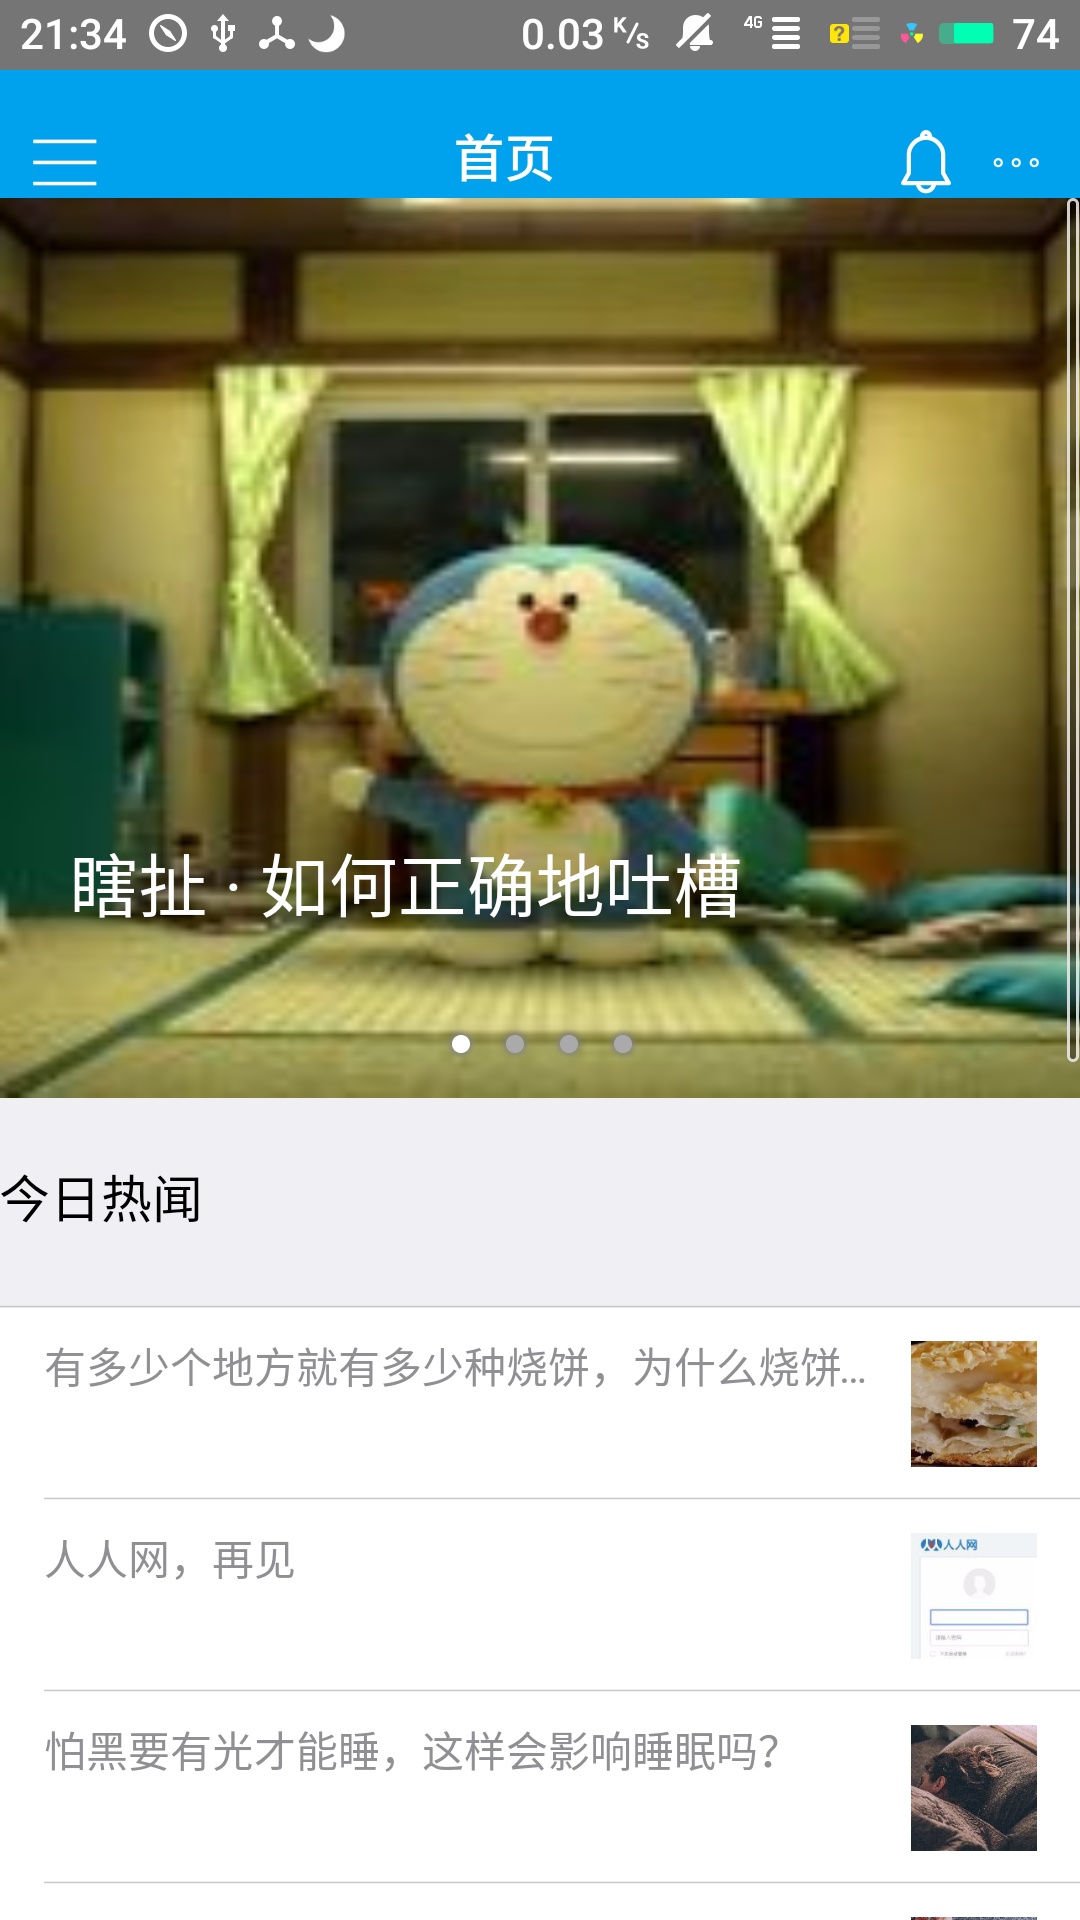 21:34 0.03 K/s 4G ? 74
首页
瞎扯 · 如何正确地吐槽
今日热闻
有多少个地方就有多少种烧饼，为什么烧饼...
人人网，再见
人人网
怕黑要有光才能睡，这样会影响睡眠吗？